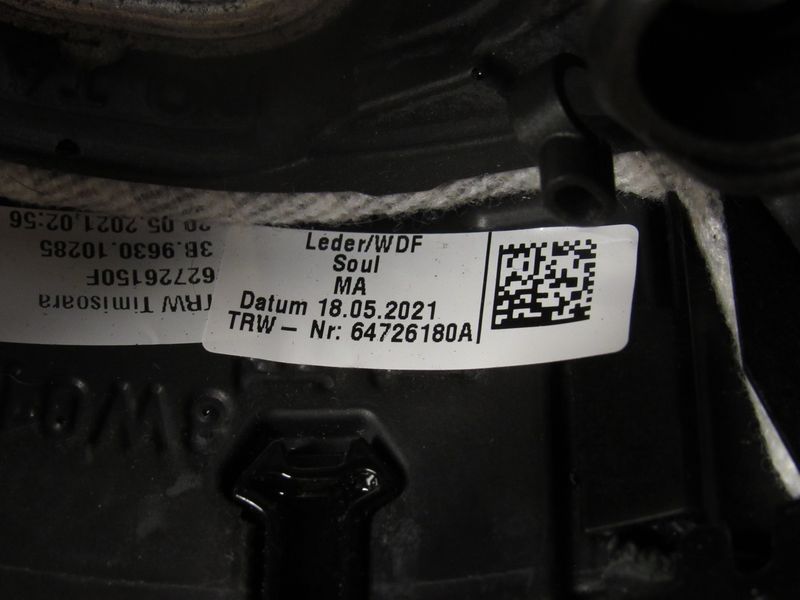 Leder/WDF
Soul
MA
Datum 18.05.2021
TRW – Nr: 64726180A
TRW Timisoara
62726150F
3B.9630.10285
20.05.2021,02:56